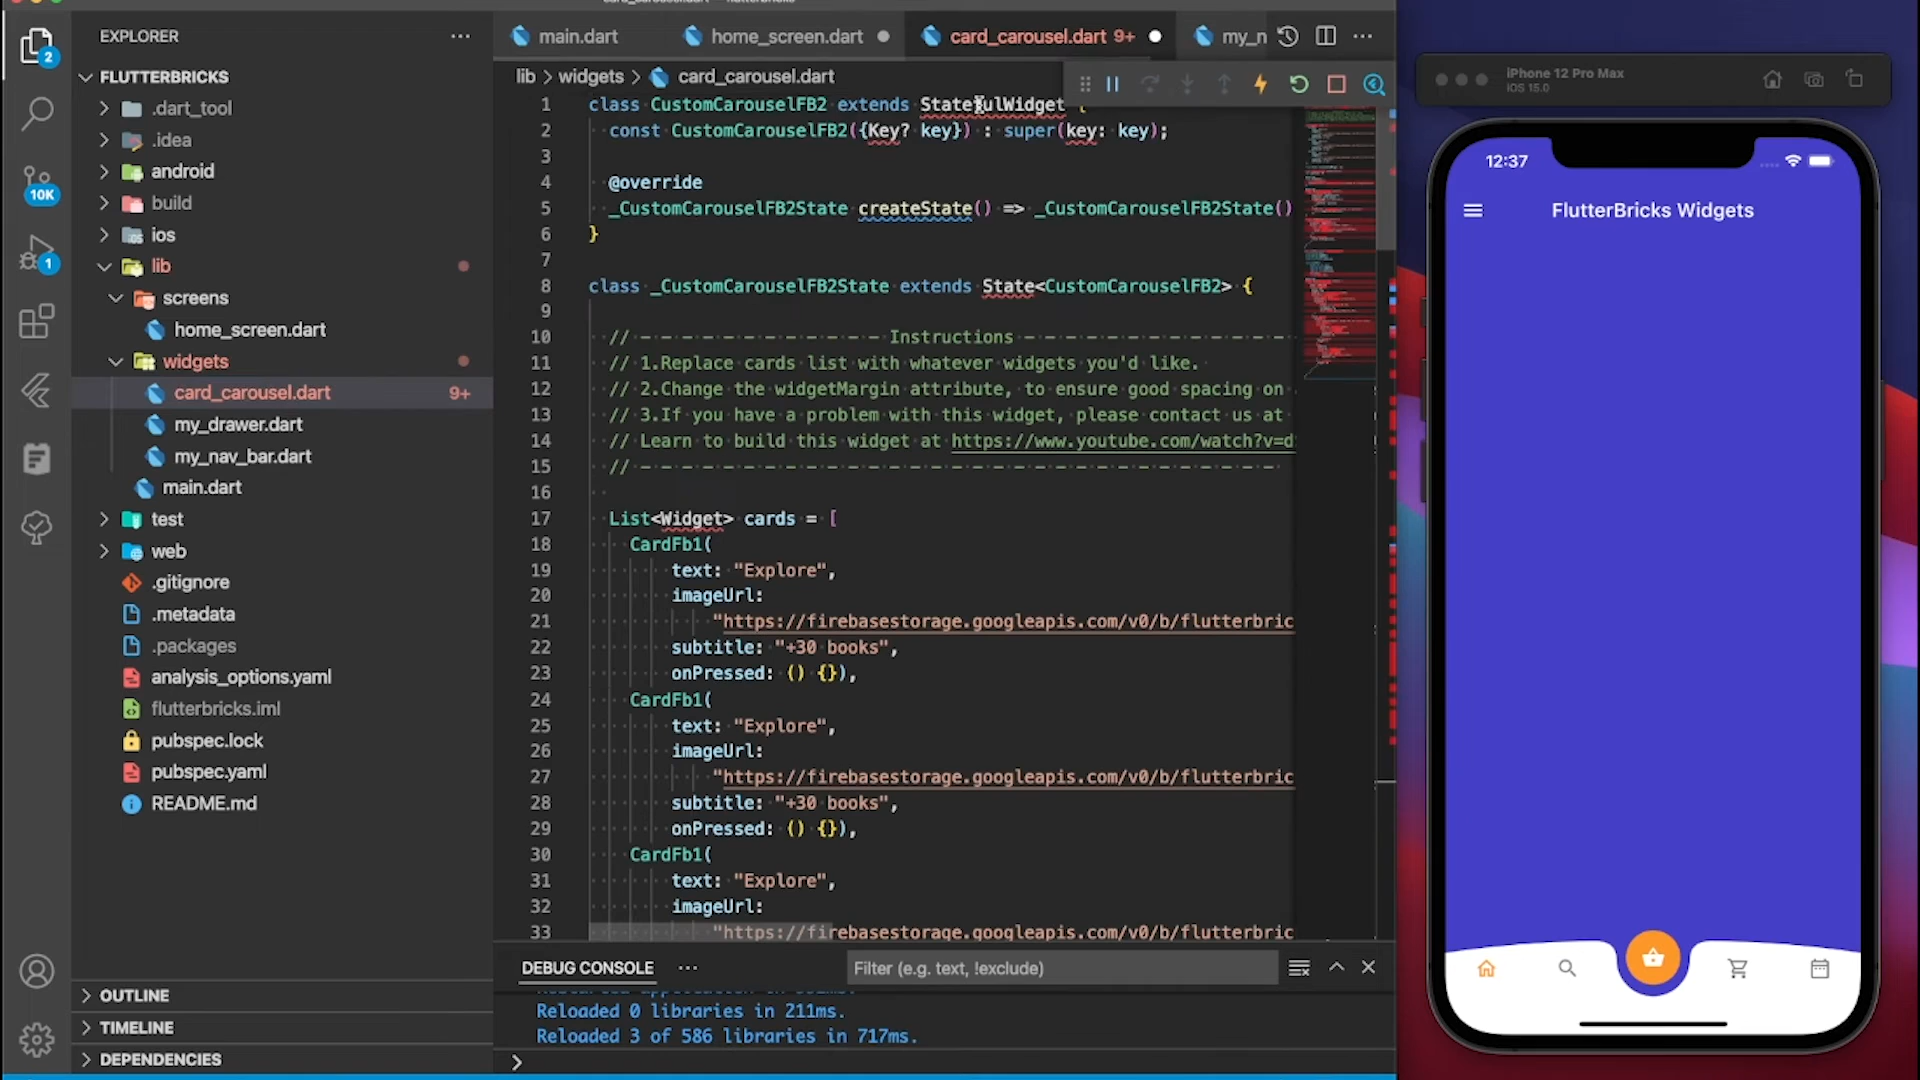 EXPLORER
FLUTTERBRICKS
.dart_tool
.idea
android
build
ios
lib
screens
home_screen.dart
widgets
card_carousel.dart 9+
my_drawer.dart
my_nav_bar.dart
main.dart
test
web
.gitignore
.metadata
.packages
analysis_options.yaml
flutterbricks.iml
pubspec.lock
pubspec.yaml
README.md
OUTLINE
TIMELINE
DEPENDENCIES
2
10K
1
main.dart
home_screen.dart
card_carousel.dart 9+
my_n
lib > widgets > card_carousel.dart
1 class CustomCarouselFB2 extends StatefulWidget {
2 const CustomCarouselFB2({Key? key}) : super(key: key);
3
4 @override
5 _CustomCarouselFB2State createState() => _CustomCarouselFB2State()
6 }
7
8 class _CustomCarouselFB2State extends State<CustomCarouselFB2> {
9
10 // - - - - - - - - - - - - Instructions - - - - - - - - - - - - - -
11 // 1.Replace cards list with whatever widgets you'd like.
12 // 2.Change the widgetMargin attribute, to ensure good spacing on
13 // 3.If you have a problem with this widget, please contact us at
14 // Learn to build this widget at https://www.youtube.com/watch?v=d
15 // - - - - - - - - - - - - - - - - - - - - - - - - - - - - - - -
16
17 List<Widget> cards = [
18 CardFb1(
19 text: "Explore",
20 imageUrl:
21 "https://firebasestorage.googleapis.com/v0/b/flutterbric
22 subtitle: "+30 books",
23 onPressed: () {}),
24 CardFb1(
25 text: "Explore",
26 imageUrl:
27 "https://firebasestorage.googleapis.com/v0/b/flutterbric
28 subtitle: "+30 books",
29 onPressed: () {}),
30 CardFb1(
31 text: "Explore",
32 imageUrl:
33 "https://firebasestorage.googleapis.com/v0/b/flutterbric
DEBUG CONSOLE
Filter (e.g. text, !exclude)
Reloaded 0 libraries in 211ms.
Reloaded 3 of 586 libraries in 717ms.
iPhone 12 Pro Max
iOS 15.0
12:37
FlutterBricks Widgets